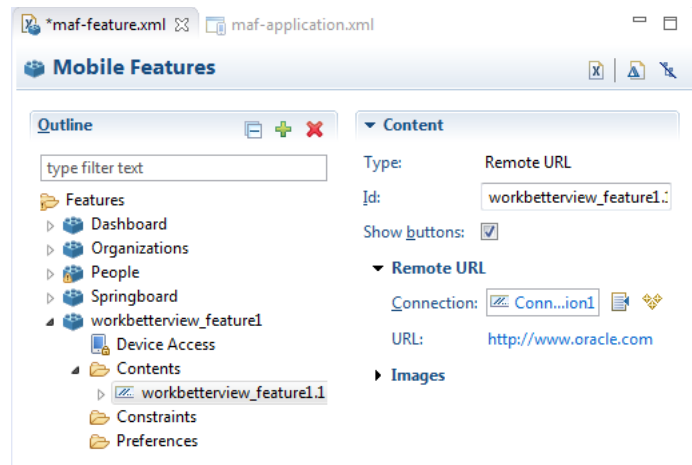 *maf-feature.xml maf-application.xml
Mobile Features
Outline
type filter text
Features
Dashboard
Organizations
People
Springboard
workbetterview_feature1
Device Access
Contents
workbetterview_feature1.1
Constraints
Preferences
Content
Type: Remote URL
Id: workbetterview_feature1.
Show buttons:
Remote URL
Connection: Conn...ion1
URL: http://www.oracle.com
Images